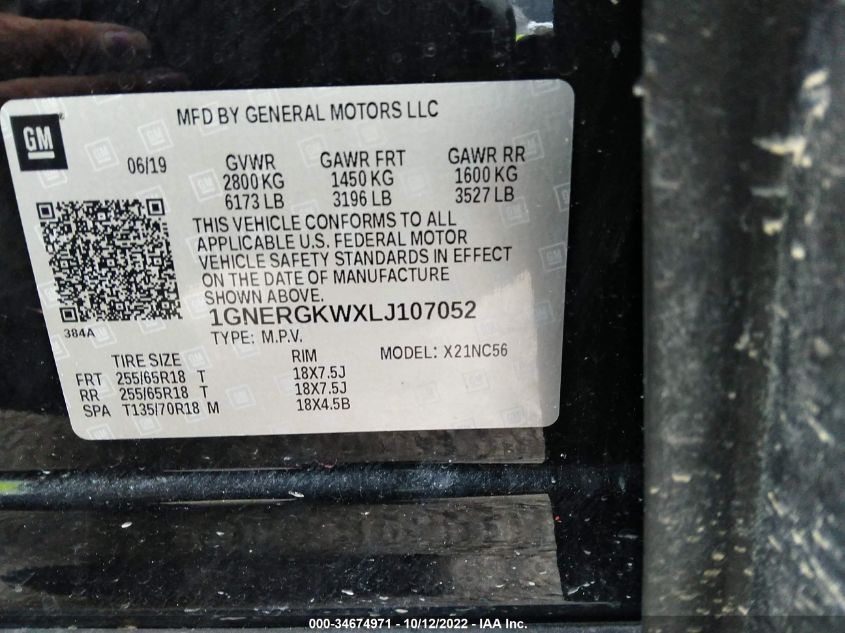 MFD BY GENERAL MOTORS LLC
GM
06/19 GVWR GAWR FRT GAWR RR
2800 KG 1450 KG 1600 KG
6173 LB 3196 LB 3527 LB
THIS VEHICLE CONFORMS TO ALL
APPLICABLE U.S. FEDERAL MOTOR
VEHICLE SAFETY STANDARDS IN EFFECT
ON THE DATE OF MANUFACTURE
SHOWN ABOVE.
384A
1GNERGKWXLJ107052
TYPE: M.P.V.
TIRE SIZE RIM MODEL: X21NC56
FRT 255/65R18 T 18X7.5J
RR 255/65R18 T 18X7.5J
SPA T135/70R18 M 18X4.5B
000-34674971 - 10/12/2022 - IAA Inc.